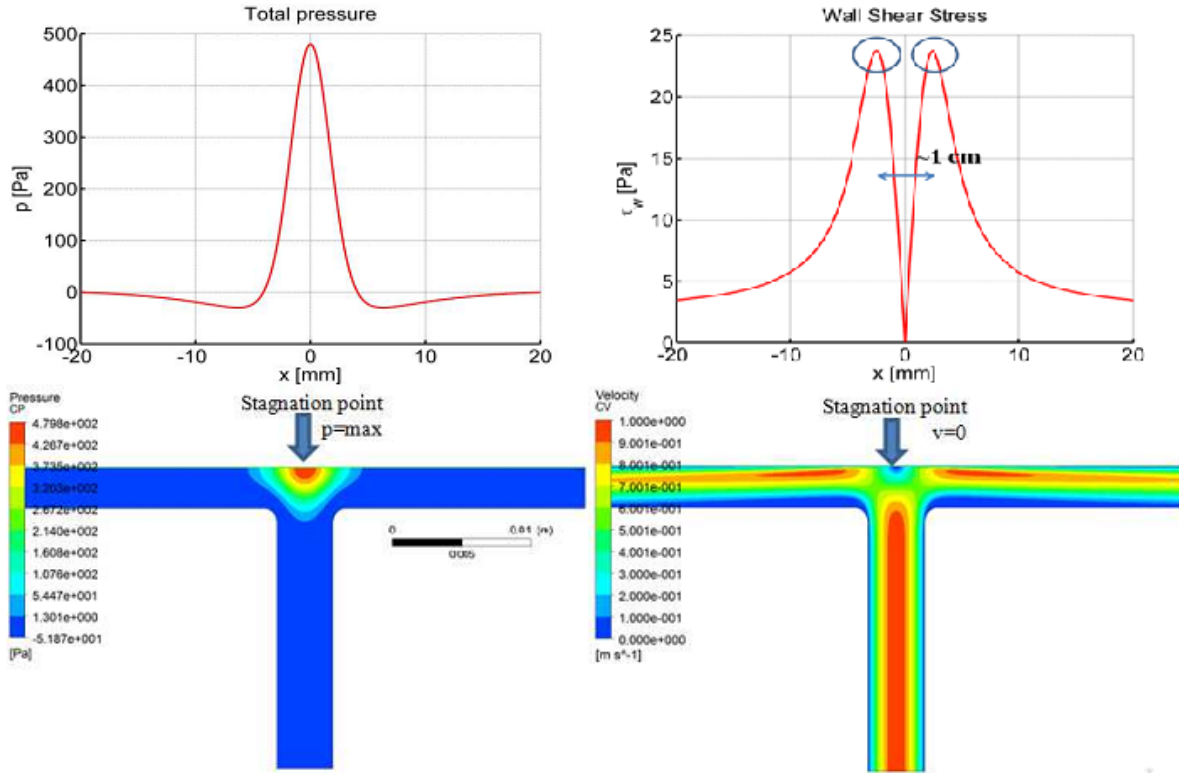 Total pressure
500
400
300
200
100
0
-100
p [Pa]
-20
-10
0
10
20
x [mm]
Wall Shear Stress
25
20
15
10
5
0
τw [Pa]
~1 cm
-20
-10
0
10
20
x [mm]
Pressure
CP
4.798e+002
4.267e+002
3.735e+002
3.203e+002
2.672e+002
2.140e+002
1.608e+002
1.076e+002
5.447e+001
1.301e+000
-5.187e+001
[Pa]
Stagnation point
p=max
0
0.01 (m)
0.005
Velocity
CV
1.000e+000
9.001e-001
8.001e-001
7.001e-001
6.000e-001
5.000e-001
4.000e-001
3.000e-001
2.000e-001
1.000e-001
0.000e+000
[m s^-1]
Stagnation point
v=0